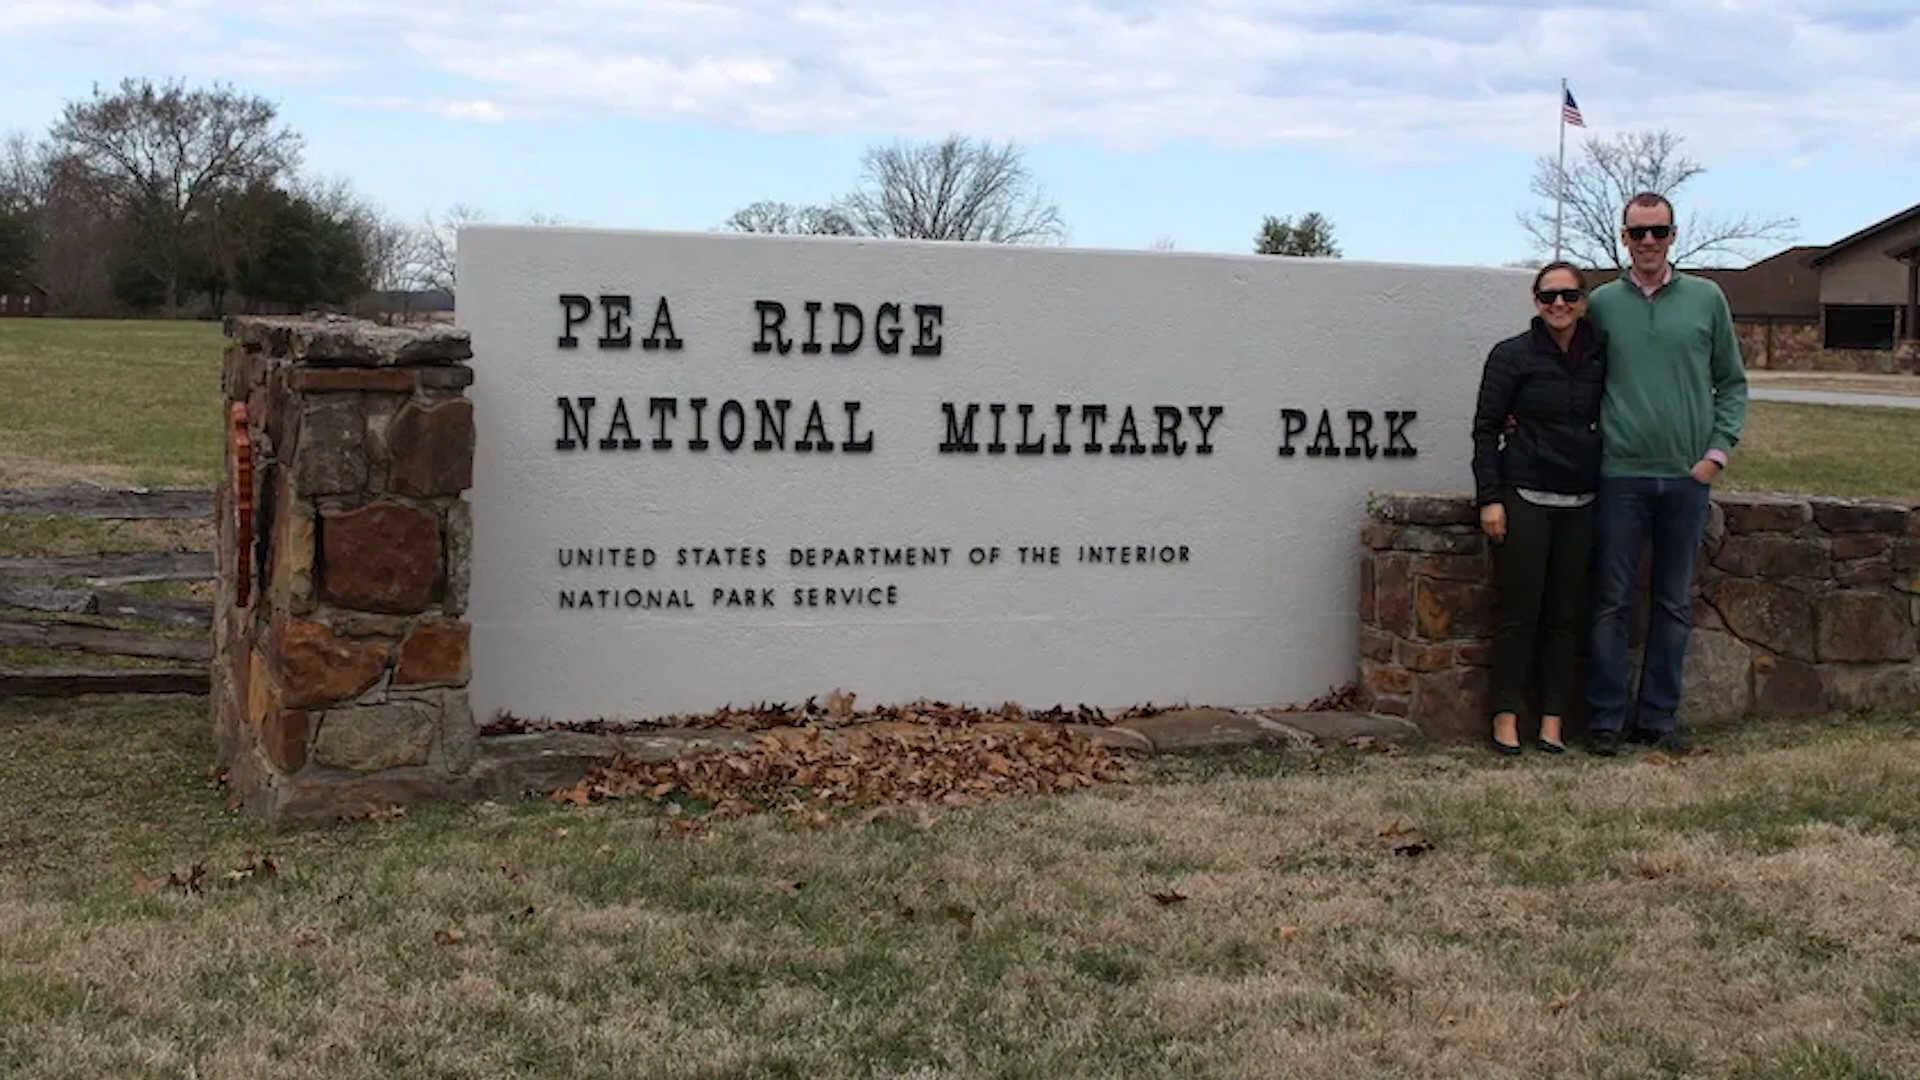 PEA RIDGE
NATIONAL MILITARY PARK
UNITED STATES DEPARTMENT OF THE INTERIOR
NATIONAL PARK SERVICE